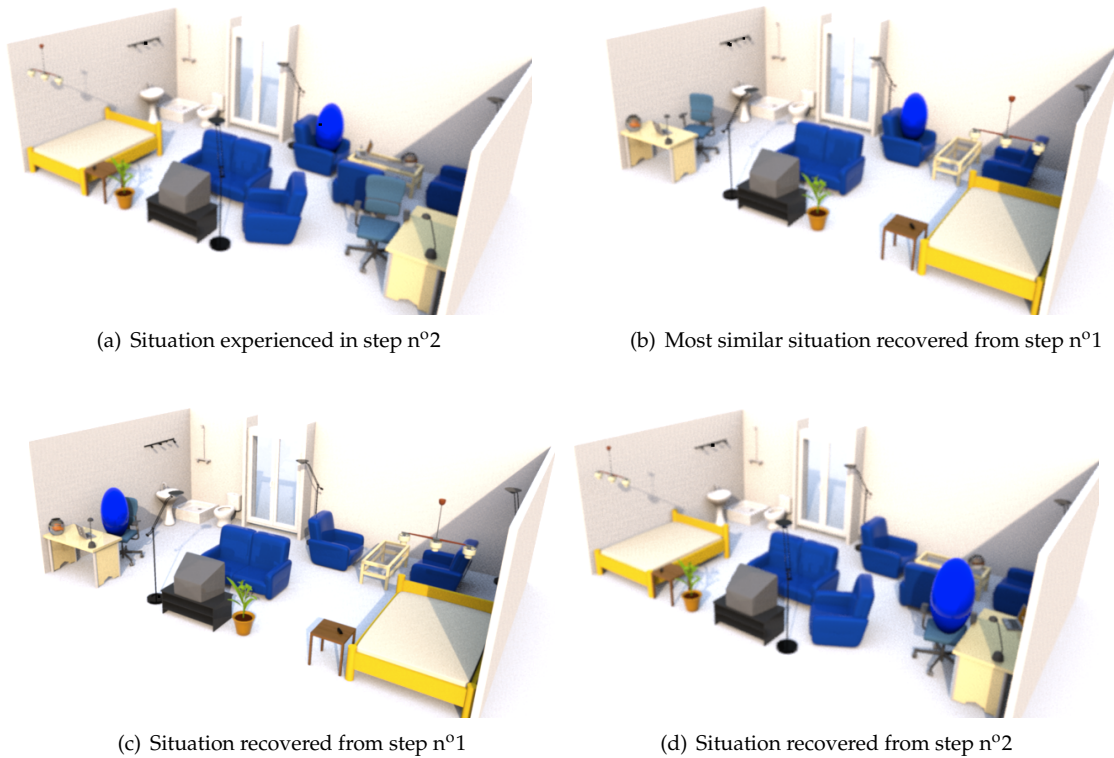 (a) Situation experienced in step nº2
(b) Most similar situation recovered from step nº1
(c) Situation recovered from step nº1
(d) Situation recovered from step nº2